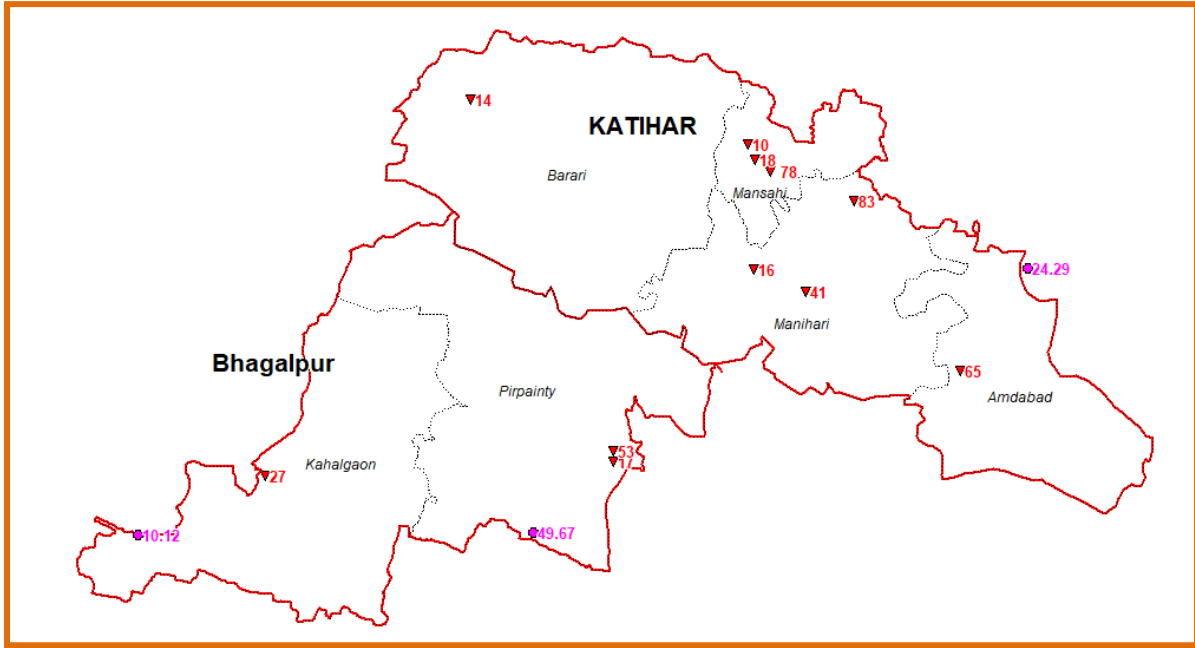 14
KATIHAR
10
18
78
Barari
Mansahi
83
16
24.29
41
Manihari
Bhagalpur
65
Pirpainty
Amdabad
53
17
Kahalgaon
27
10.12
49.67